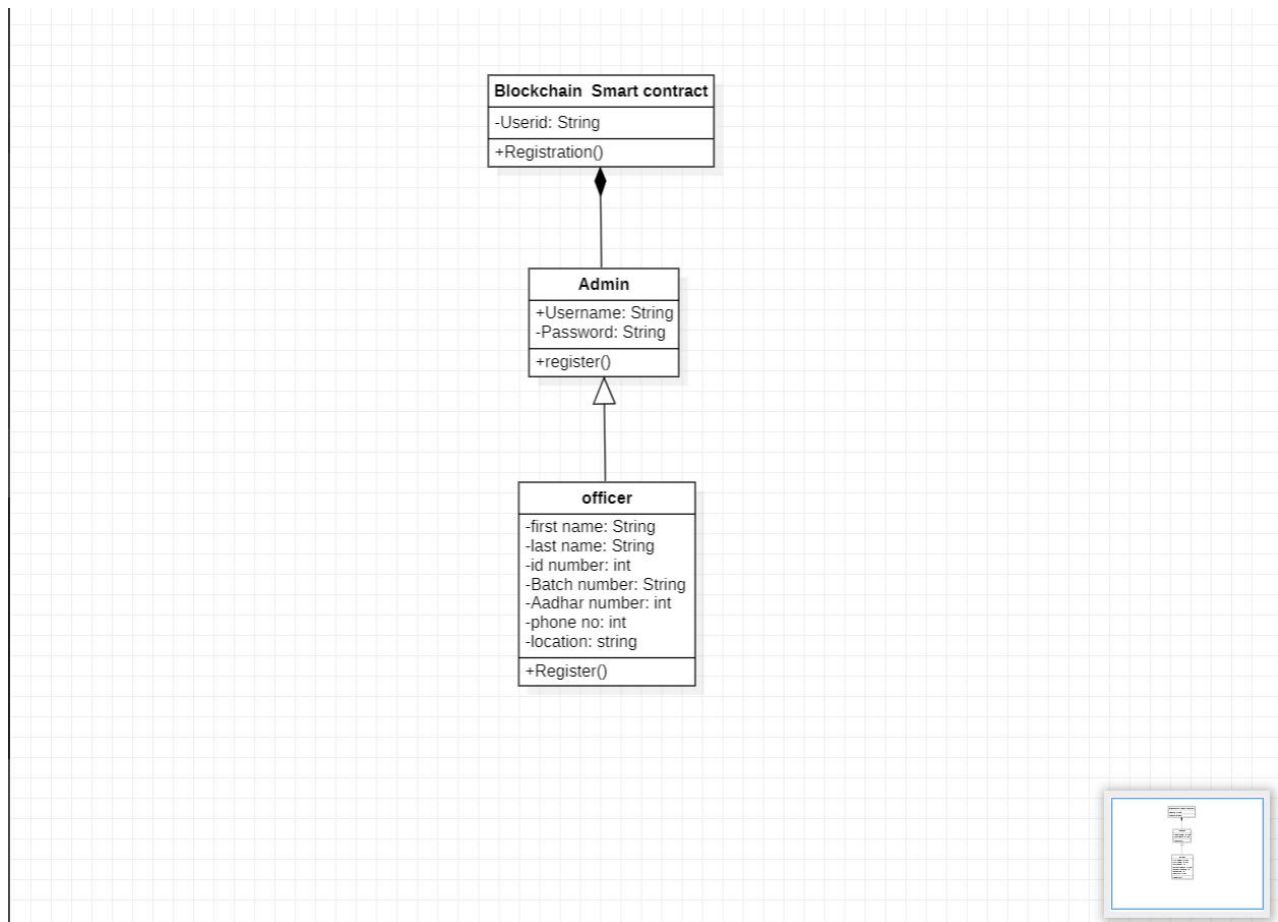 Blockchain  Smart contract
-Userid: String
+Registration()
Admin
+Username: String
-Password: String
+register()
officer
-first name: String
-last name: String
-id number: int
-Batch number: String
-Aadhar number: int
-phone no: int
-location: string
+Register()